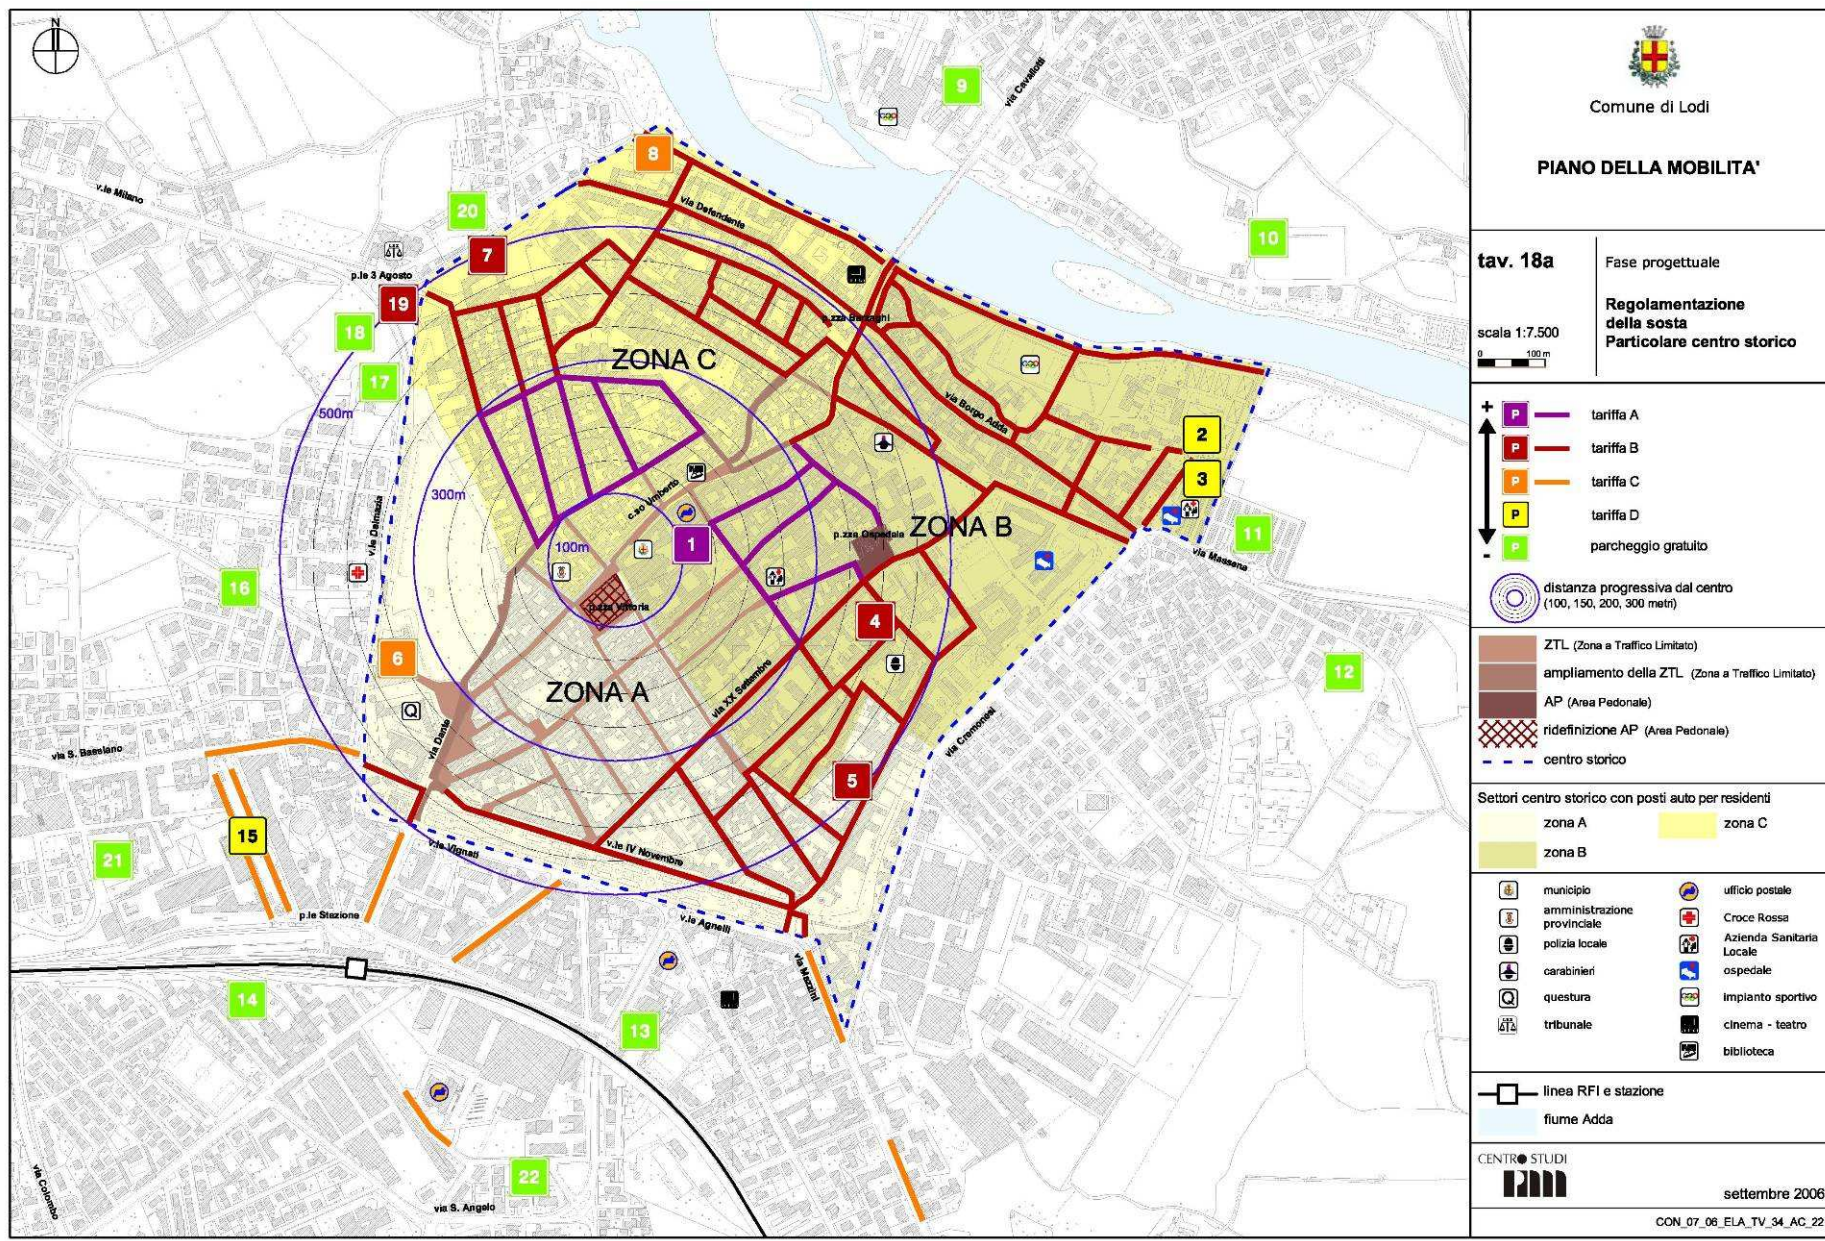 N
9
via Cavallotti
8
v.le Milano
20
via Defendente
7
10
p.le 3 Agosto
19
18
p.zza Barzaghi
ZONA C
17
500m
via Borgo Adda
2
3
300m
c.so Umberto
v.le Dalmazia
1
100m
p.zza Ospedale
ZONA B
11
via Massena
16
p.zza Vittoria
4
6
12
ZONA A
via XX Settembre
via Dante
via Cremonesi
via S. Bassiano
5
15
21
v.le Vignati
v.le IV Novembre
p.le Stazione
v.le Agnelli
via Mazzini
14
13
22
via Colombo
via S. Angelo
Comune di Lodi
PIANO DELLA MOBILITA'
tav. 18a
Fase progettuale
Regolamentazione
della sosta
Particolare centro storico
scala 1:7.500
0 100 m
+
P tariffa A
P tariffa B
P tariffa C
P tariffa D
P parcheggio gratuito
-
distanza progressiva dal centro
(100, 150, 200, 300 metri)
ZTL (Zona a Traffico Limitato)
ampliamento della ZTL (Zona a Traffico Limitato)
AP (Area Pedonale)
ridefinizione AP (Area Pedonale)
centro storico
Settori centro storico con posti auto per residenti
zona A
zona C
zona B
municipio
amministrazione
provinciale
polizia locale
carabinieri
Q questura
tribunale
ufficio postale
Croce Rossa
Azienda Sanitaria
Locale
ospedale
impianto sportivo
cinema - teatro
biblioteca
linea RFI e stazione
fiume Adda
CENTRO STUDI
PIM
settembre 2006
CON_07_06_ELA_TV_34_AC_22